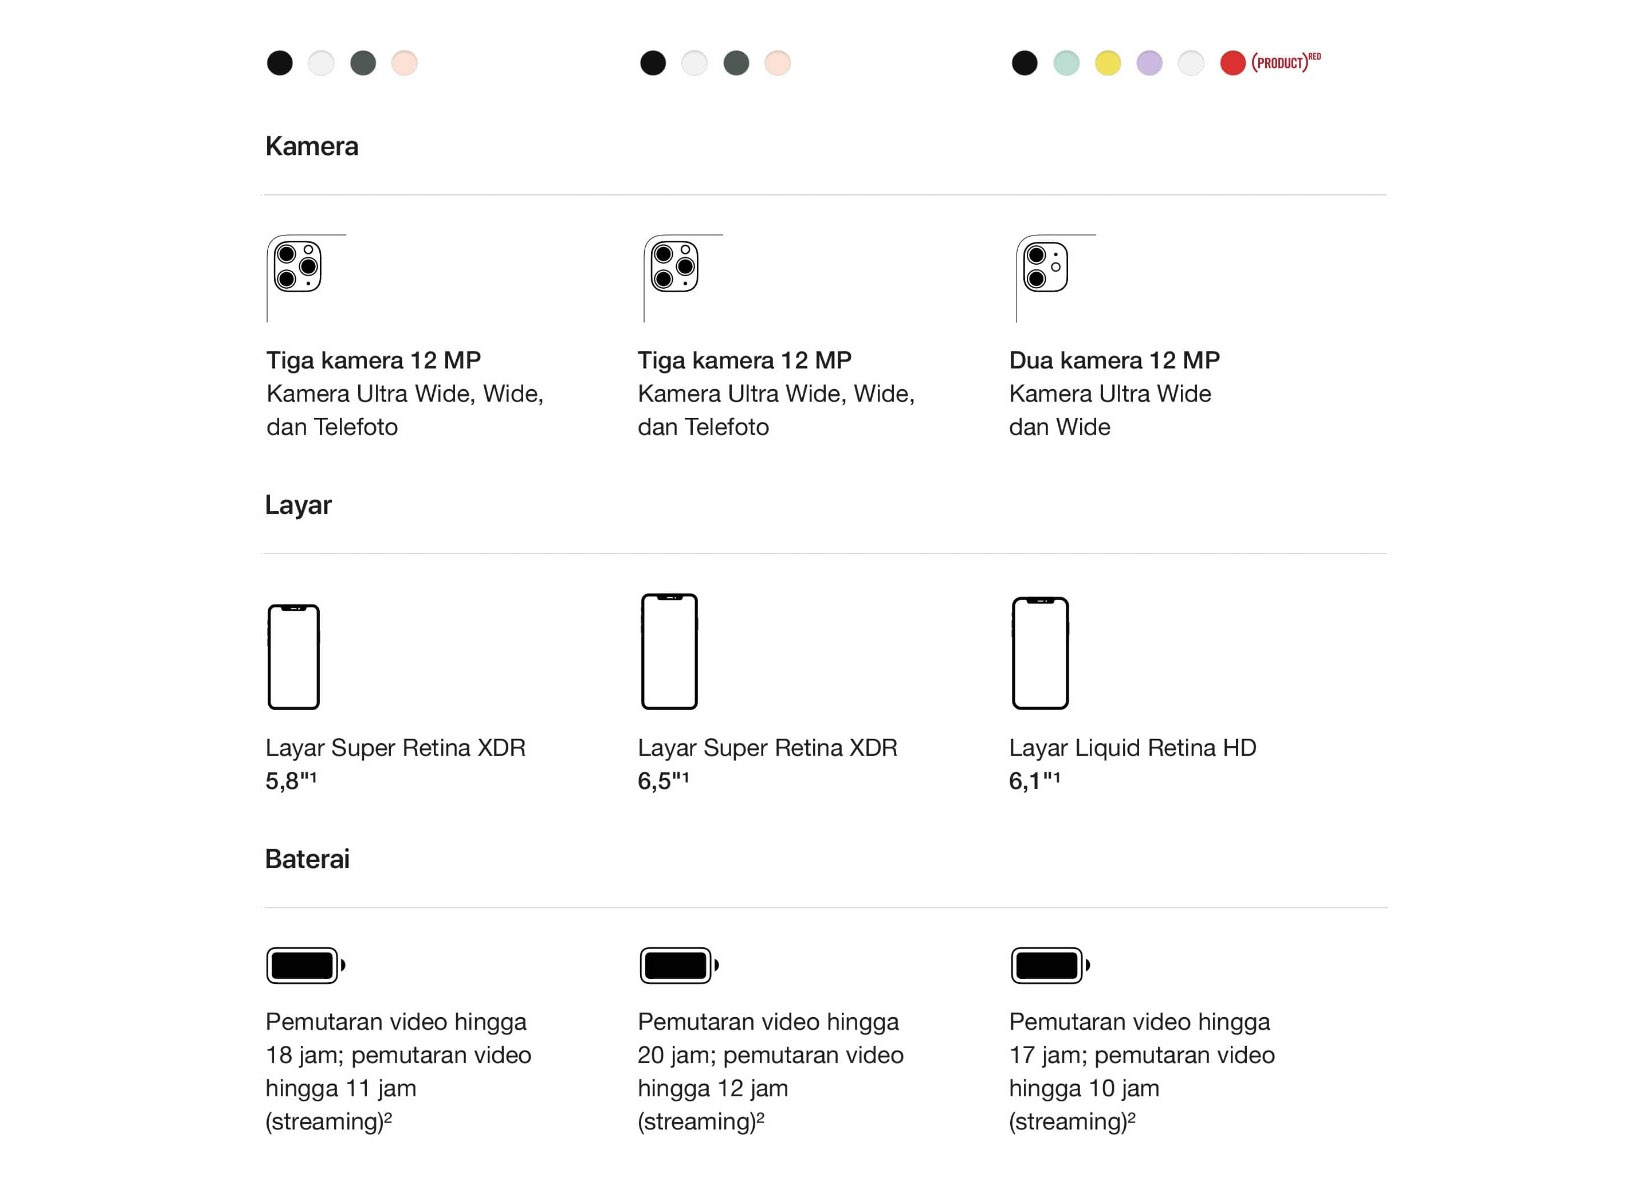 (PRODUCT)RED
Kamera
Tiga kamera 12 MP
Kamera Ultra Wide, Wide,
dan Telefoto
Tiga kamera 12 MP
Kamera Ultra Wide, Wide,
dan Telefoto
Dua kamera 12 MP
Kamera Ultra Wide
dan Wide
Layar
Layar Super Retina XDR
5,8"¹
Layar Super Retina XDR
6,5"¹
Layar Liquid Retina HD
6,1"¹
Baterai
Pemutaran video hingga
18 jam; pemutaran video
hingga 11 jam
(streaming)²
Pemutaran video hingga
20 jam; pemutaran video
hingga 12 jam
(streaming)²
Pemutaran video hingga
17 jam; pemutaran video
hingga 10 jam
(streaming)²